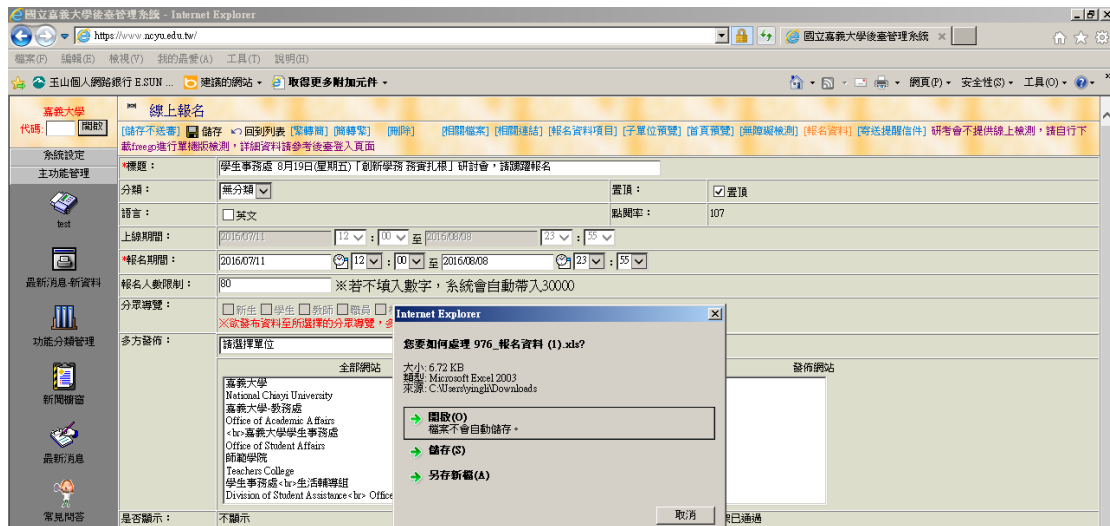 國立嘉義大學後臺管理系統 - Internet Explorer
https://www.ncyu.edu.tw/
國立嘉義大學後臺管理系統
檔案(F) 編輯(E) 檢視(V) 我的最愛(A) 工具(T) 說明(H)
玉山個人網路銀行 E.SUN ... 建議的網站 取得更多附加元件
網頁(P) 安全性(S) 工具(O)
嘉義大學
代碼: 開啟
系統設定
主功能管理
test
最新消息-新資料
功能分類管理
新聞櫥窗
最新消息
常見問答
線上報名
[儲存不送審] 儲存 回到列表 [繁轉簡] [簡轉繁] [刪除] [相關檔案] [相關連結] [報名資料項目] [子單位預覽] [首頁預覽] [無障礙檢測] [報名資料] [寄送提醒信件] 研考會不提供線上檢測，請自行下
載freego進行單機版檢測，詳細資料請參考後臺登入頁面
*標題： 學生事務處 8月19日(星期五)「創新學務 務實扎根」研討會，請踴躍報名
分類： 無分類 置頂： 置頂
語言： 英文 點閱率： 107
上線期間： 2016/07/11 12 : 00 至 2016/08/08 23 : 55
*報名期間： 2016/07/11 12 : 00 至 2016/08/08 23 : 55
報名人數限制： 80 ※若不填入數字，系統會自動帶入30000
分眾導覽： 新生 學生 教師 職員
※欲發布資料至所選擇的分眾導覽，
多方發佈： 請選擇單位
全部網站 發佈網站
嘉義大學
National Chiayi University
嘉義大學-教務處
Office of Academic Affairs
<br>嘉義大學學生事務處
Office of Student Affairs
師範學院
Teachers College
學生事務處<br>生活輔導組
Division of Student Assistance<br> Office
是否顯示： 不顯示 已通過
Internet Explorer
您要如何處理 976_報名資料 (1).xls?
大小: 6.72 KB
類型: Microsoft Excel 2003
來源: C:\Users\yingli\Downloads
開啟(O)
檔案不會自動儲存。
儲存(S)
另存新檔(A)
取消